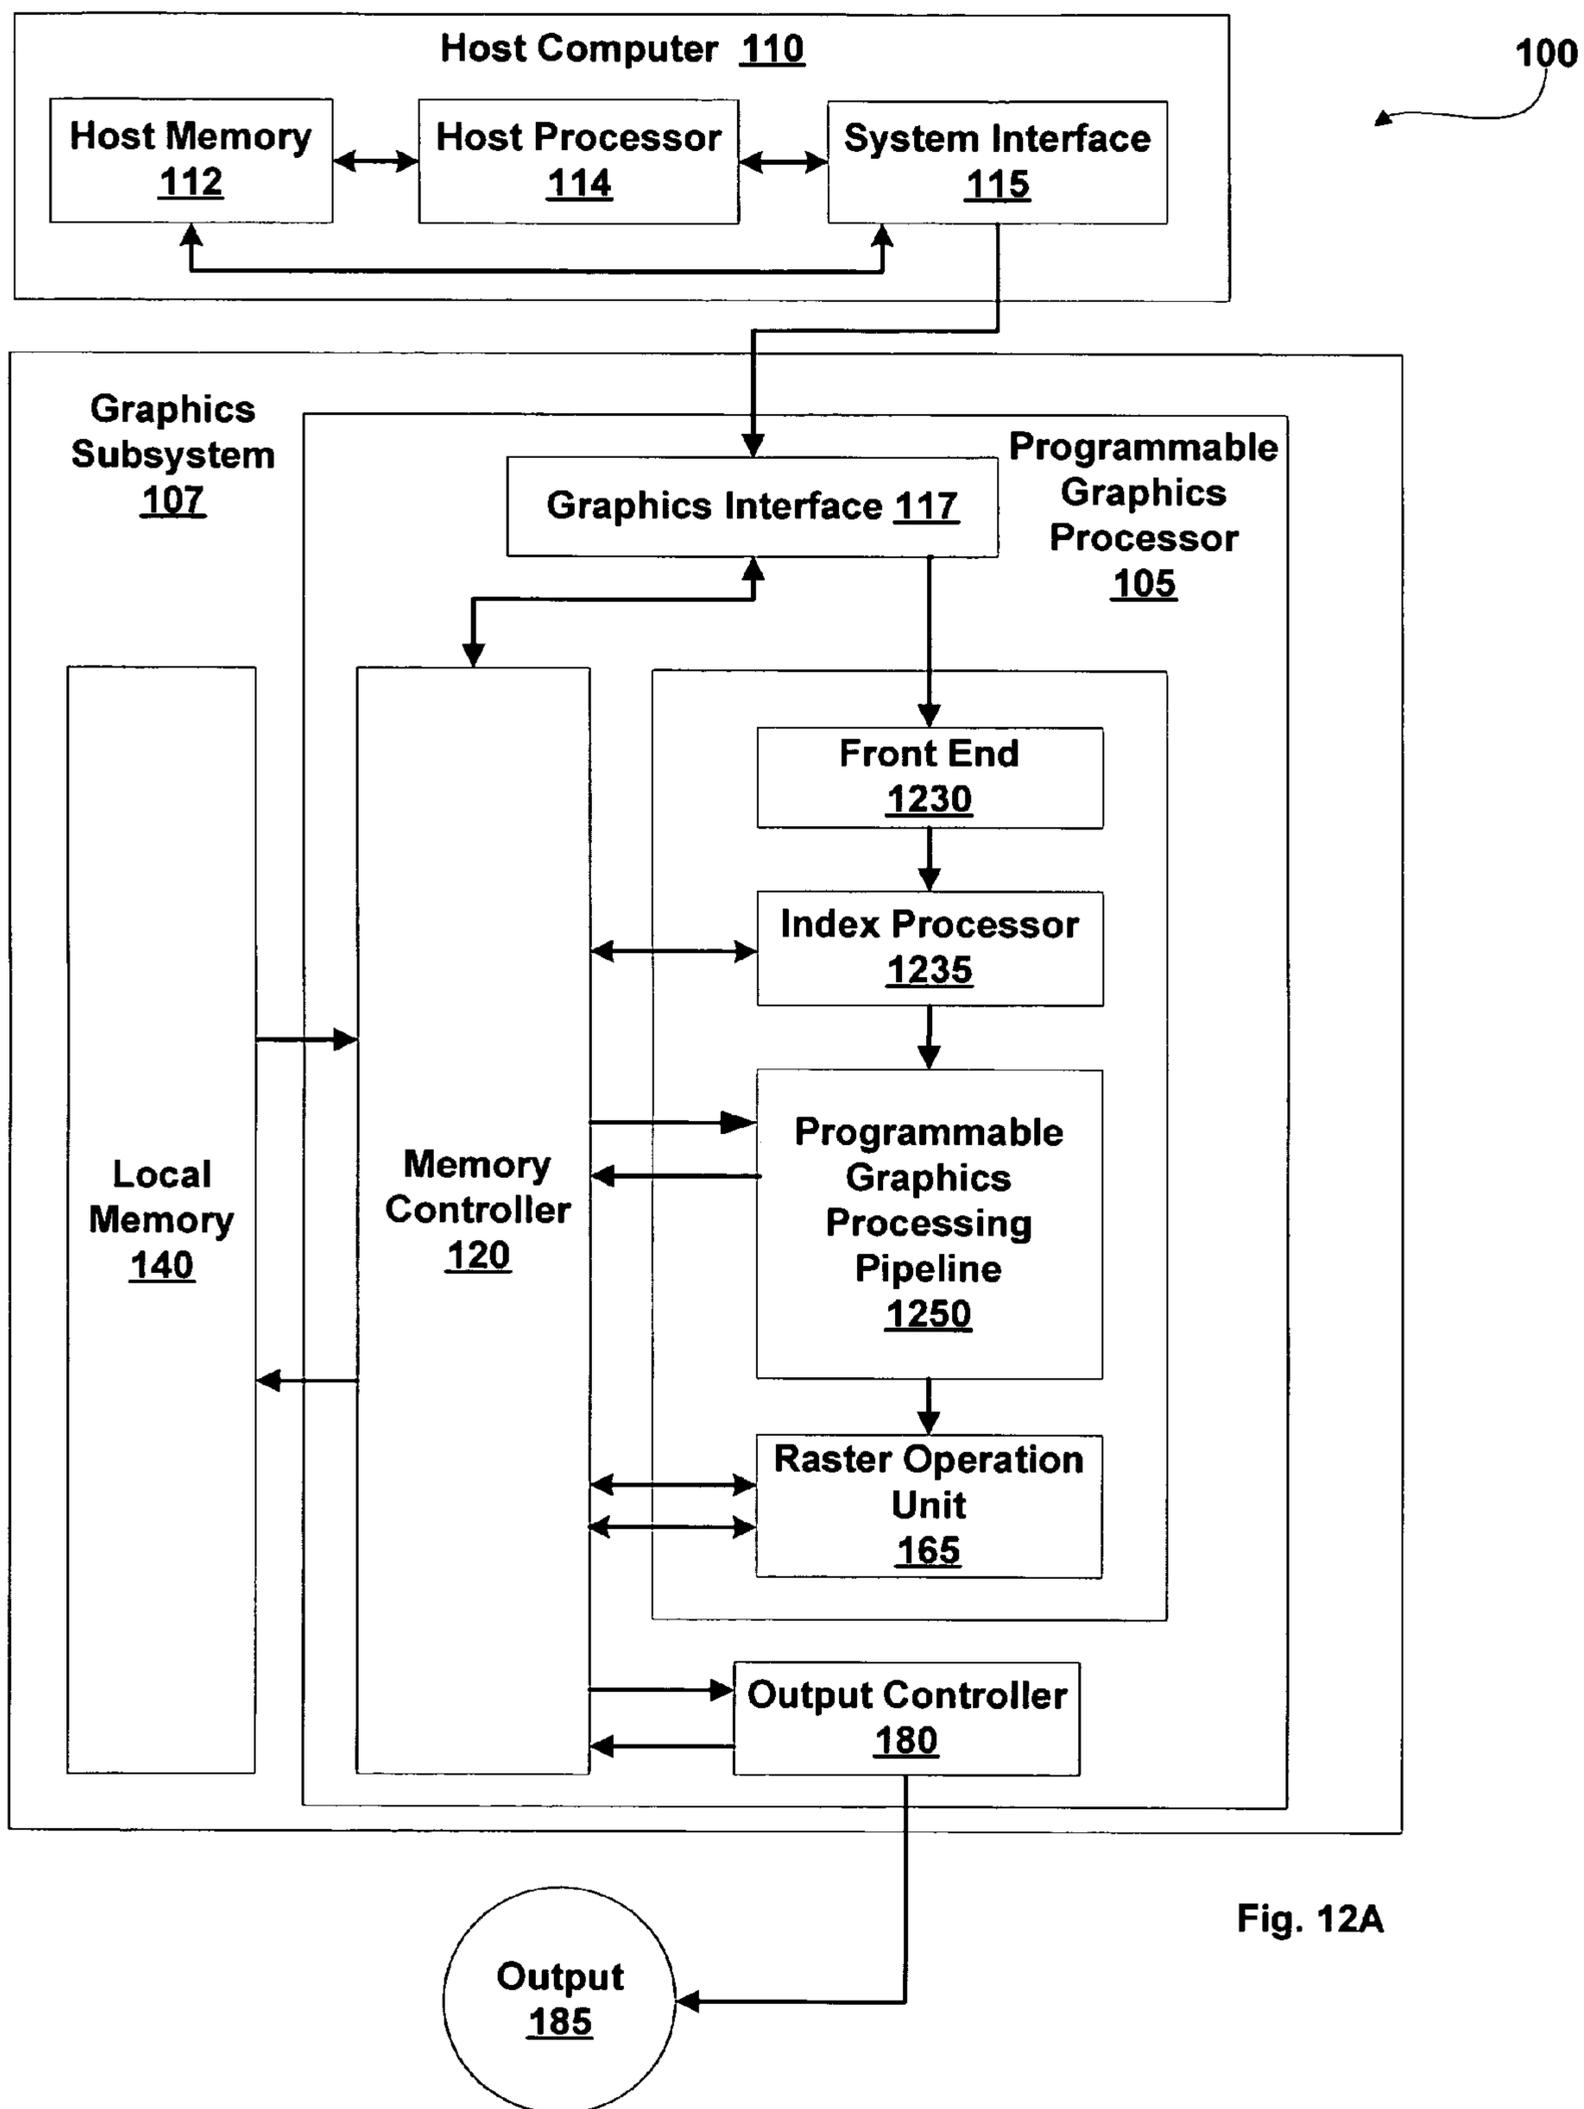 Host Computer 110
100
Host Memory
112
Host Processor
114
System Interface
115
Graphics
Subsystem
107
Programmable
Graphics
Processor
105
Graphics Interface 117
Front End
1230
Index Processor
1235
Local
Memory
140
Memory
Controller
120
Programmable
Graphics
Processing
Pipeline
1250
Raster Operation
Unit
165
Output Controller
180
Output
185
Fig. 12A